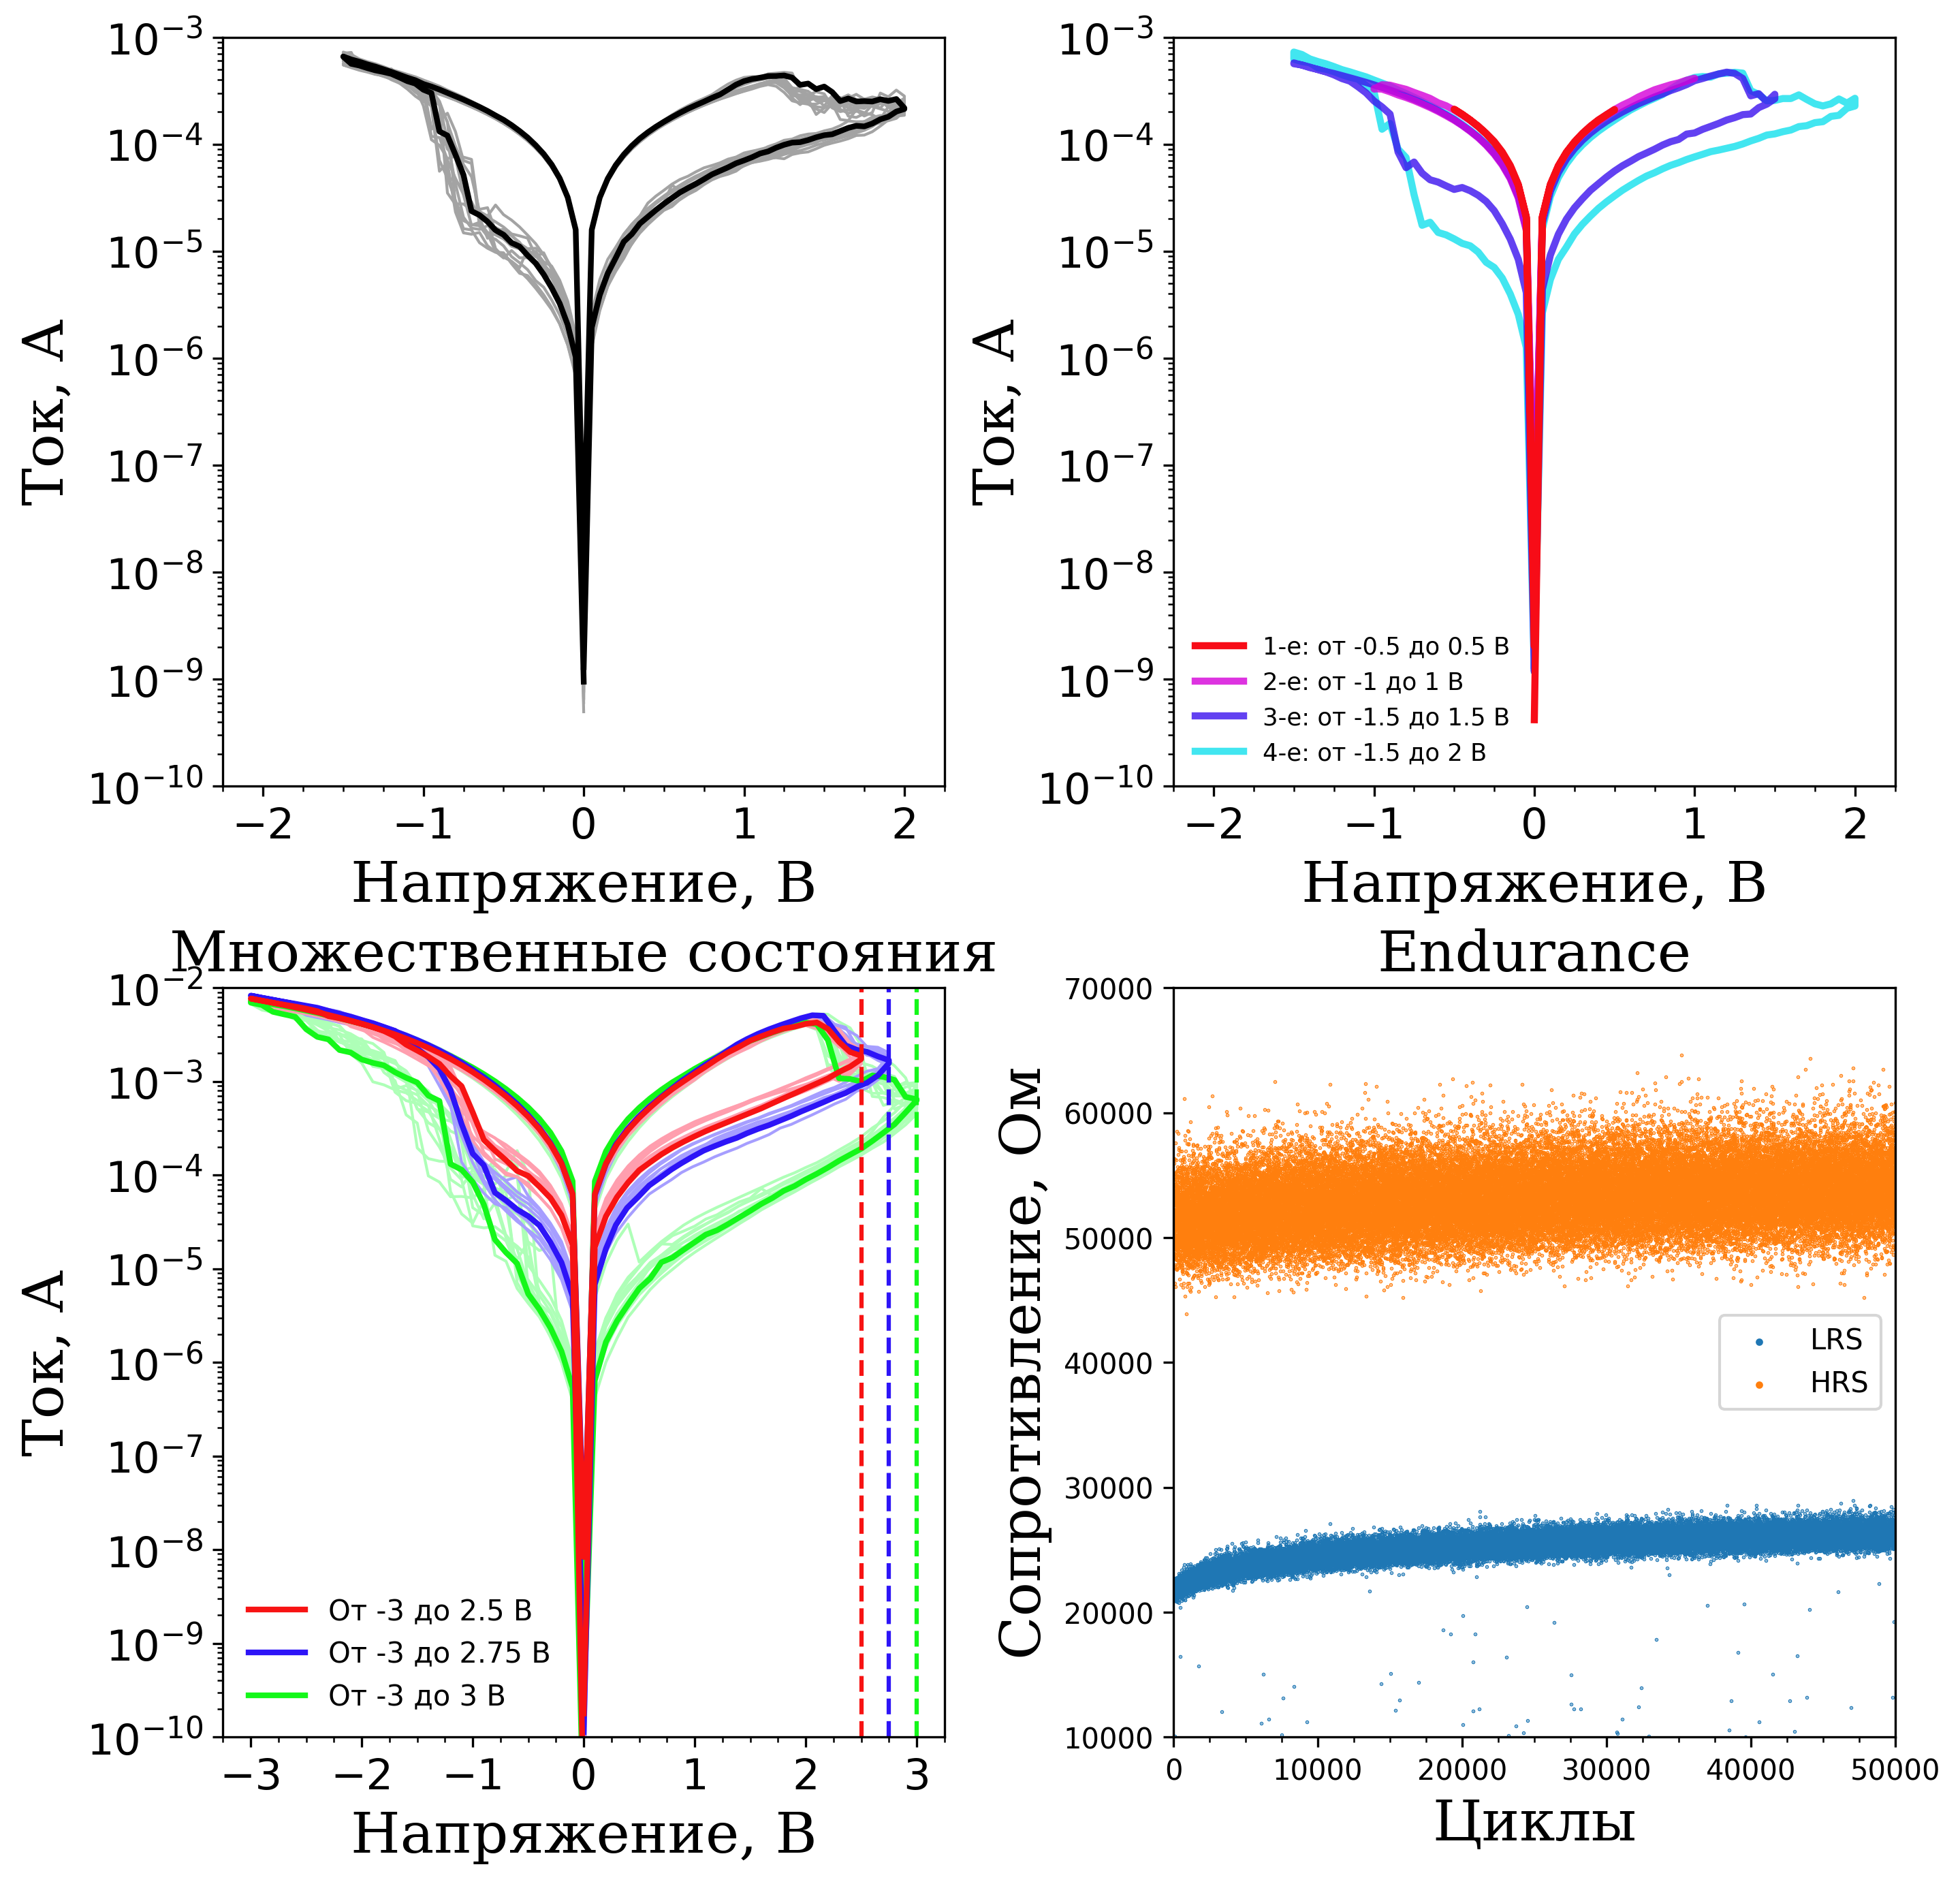 10⁻³
10⁻⁴
10⁻⁵
10⁻⁶
10⁻⁷
10⁻⁸
10⁻⁹
10⁻¹⁰
Ток, А
−2 −1 0 1 2
Напряжение, В
10⁻³
10⁻⁴
10⁻⁵
10⁻⁶
10⁻⁷
10⁻⁸
10⁻⁹
10⁻¹⁰
Ток, А
1-е: от -0.5 до 0.5 В
2-е: от -1 до 1 В
3-е: от -1.5 до 1.5 В
4-е: от -1.5 до 2 В
−2 −1 0 1 2
Напряжение, В
Множественные состояния
10⁻²
10⁻³
10⁻⁴
10⁻⁵
10⁻⁶
10⁻⁷
10⁻⁸
10⁻⁹
10⁻¹⁰
Ток, А
От -3 до 2.5 В
От -3 до 2.75 В
От -3 до 3 В
−3 −2 −1 0 1 2 3
Напряжение, В
Endurance
70000
60000
50000
40000
30000
20000
10000
Сопротивление, Ом
LRS
HRS
0 10000 20000 30000 40000 50000
Циклы